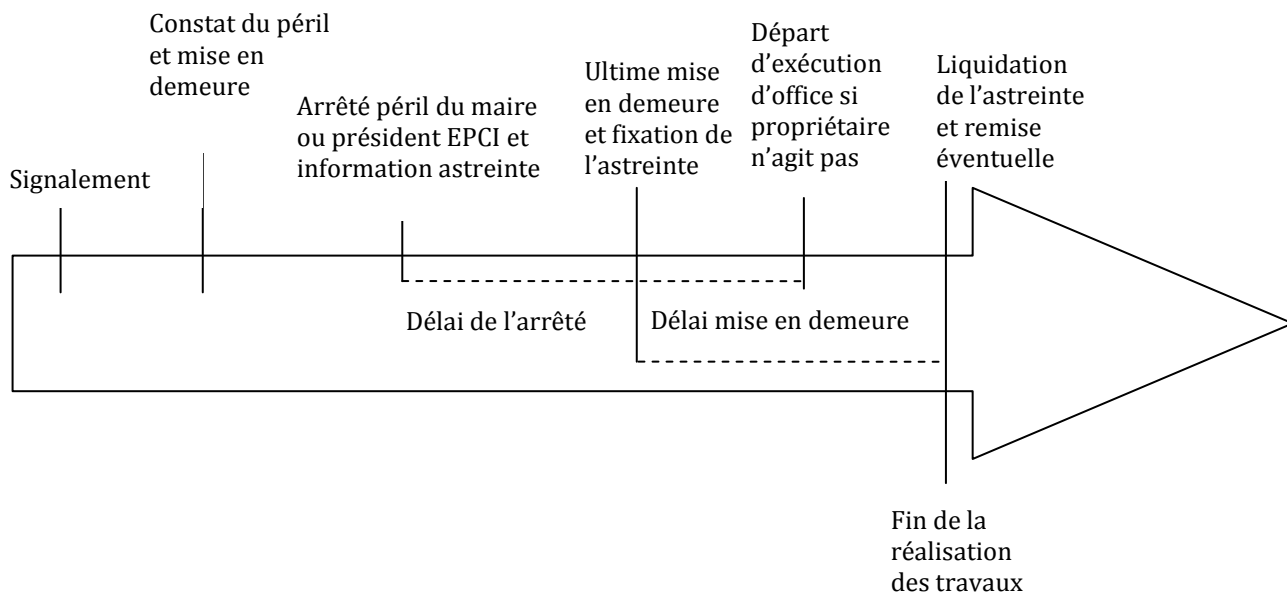 Signalement
Constat du péril
et mise en
demeure
Arrêté péril du maire
ou président EPCI et
information astreinte
Ultime mise
en demeure
et fixation de
l’astreinte
Départ
d’exécution
d’office si
propriétaire
n’agit pas
Liquidation
de l’astreinte
et remise
éventuelle
Délai de l’arrêté
Délai mise en demeure
Fin de la
réalisation
des travaux